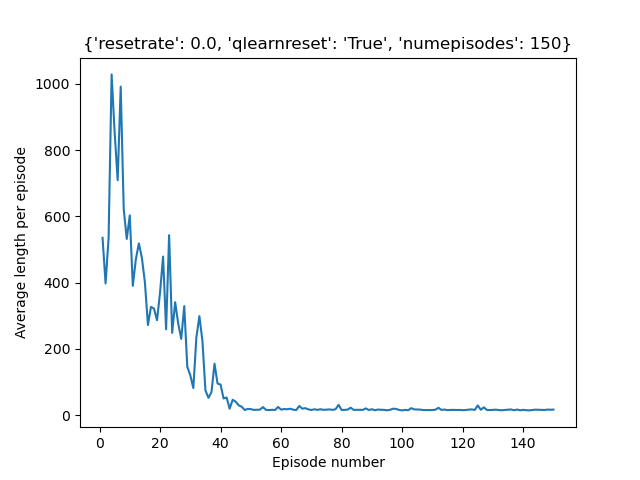 {'resetrate': 0.0, 'qlearnreset': 'True', 'numepisodes': 150}
1000
800
600
400
200
0
Average length per episode
0 20 40 60 80 100 120 140
Episode number